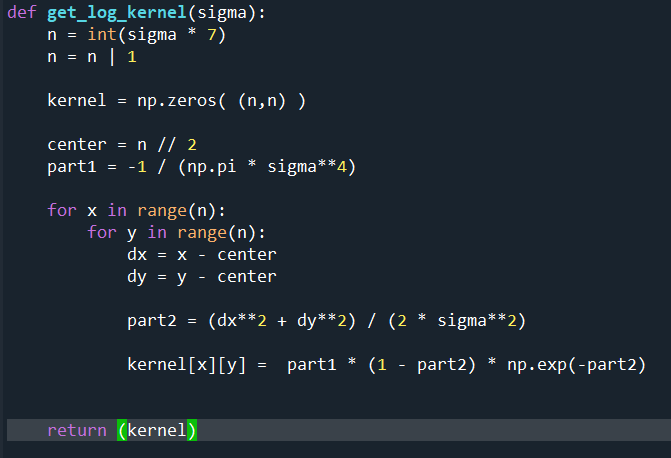 def get_log_kernel(sigma):
    n = int(sigma * 7)
    n = n | 1
    kernel = np.zeros( (n,n) )
    center = n // 2
    part1 = -1 / (np.pi * sigma**4)
    for x in range(n):
        for y in range(n):
            dx = x - center
            dy = y - center
            part2 = (dx**2 + dy**2) / (2 * sigma**2)
            kernel[x][y] =  part1 * (1 - part2) * np.exp(-part2)
    return (kernel)